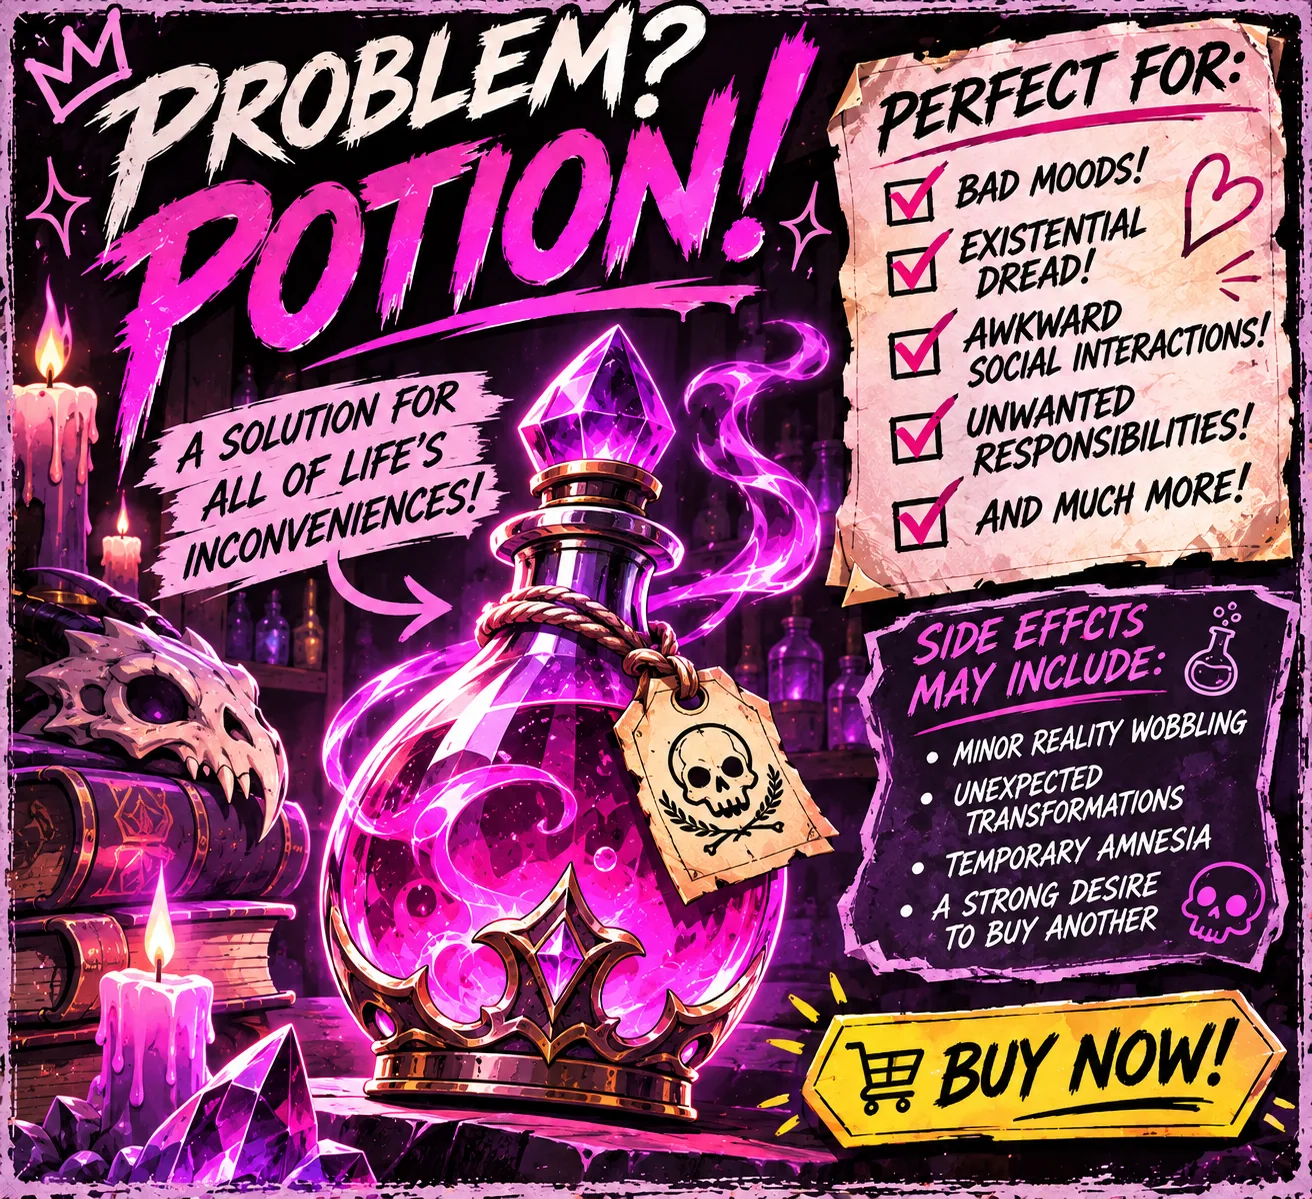 PROBLEM?
POTION!
A SOLUTION FOR
ALL OF LIFE'S
INCONVENIENCES!
PERFECT FOR:
BAD MOODS!
EXISTENTIAL
DREAD!
AWKWARD
SOCIAL INTERACTIONS!
UNWANTED
RESPONSIBILITIES!
AND MUCH MORE!
SIDE EFFCTS
MAY INCLUDE:
• MINOR REALITY WOBBLING
• UNEXPECTED
TRANSFORMATIONS
• TEMPORARY AMNESIA
• A STRONG DESIRE
TO BUY ANOTHER
BUY NOW!